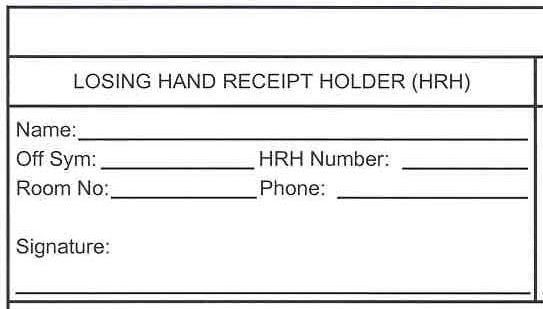 LOSING HAND RECEIPT HOLDER (HRH)
Name:
Off Sym: HRH Number:
Room No: Phone:
Signature: